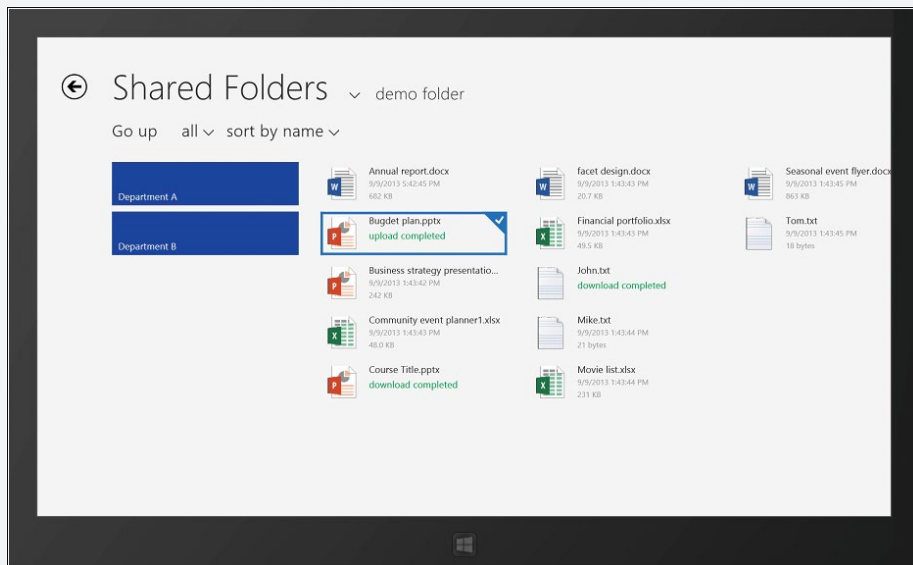 Shared Folders demo folder
Go up all sort by name
Department A
Department B
Annual report.docx
9/9/2013 5:42:45 PM
682 KB
Bugdet plan.pptx
upload completed
Business strategy presentatio...
9/9/2013 1:43:42 PM
242 KB
Community event planner1.xlsx
9/9/2013 1:43:43 PM
48.0 KB
Course Title.pptx
download completed
facet design.docx
9/9/2013 1:43:43 PM
20.7 KB
Financial portfolio.xlsx
9/9/2013 1:43:43 PM
49.5 KB
John.txt
download completed
Mike.txt
9/9/2013 1:43:44 PM
21 bytes
Movie list.xlsx
9/9/2013 1:43:44 PM
231 KB
Seasonal event flyer.docx
9/9/2013 1:43:45 PM
863 KB
Tom.txt
9/9/2013 1:43:45 PM
18 bytes